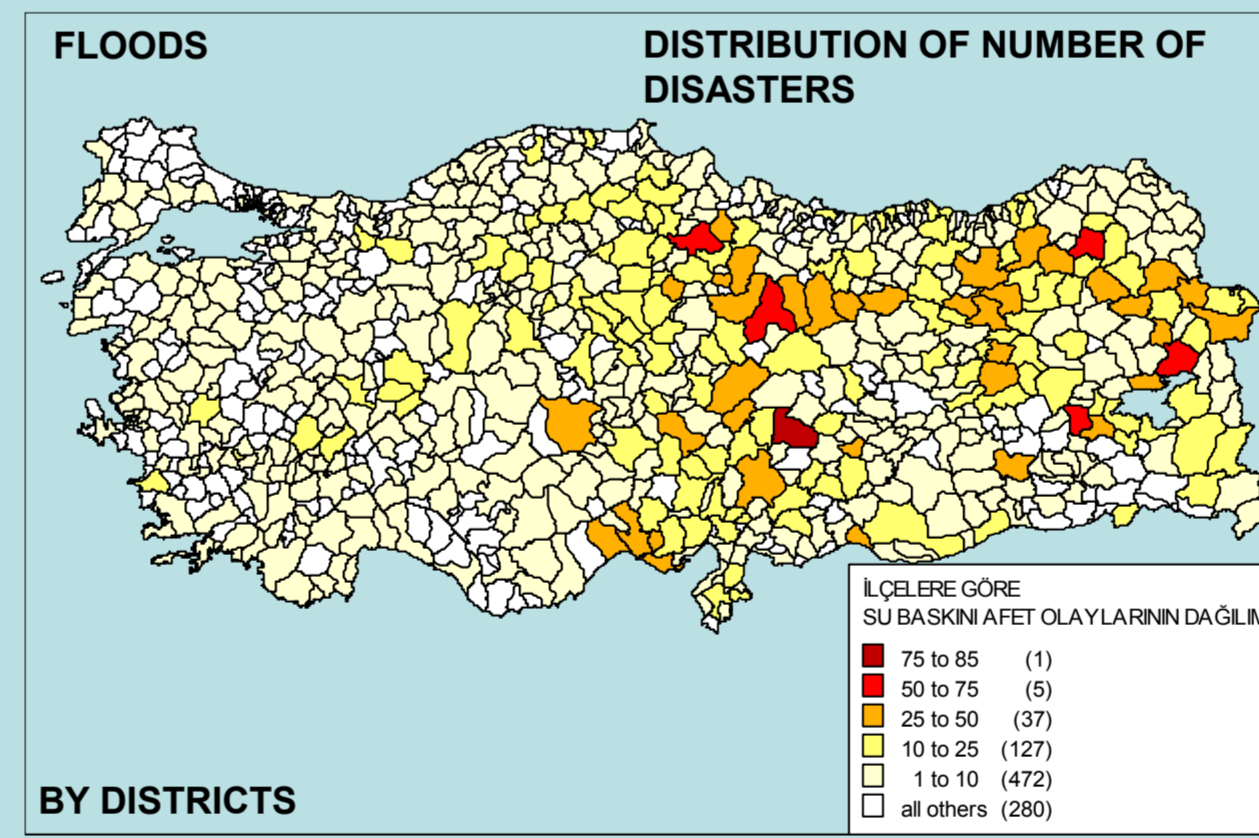 FLOODS
DISTRIBUTION OF NUMBER OF
DISASTERS
İLÇELERE GÖRE
SU BASKINI AFET OLAYLARININ
75 to 85 (1)
50 to 75 (5)
25 to 50 (37)
10 to 25 (127)
1 to 10 (472)
all others (280)
BY DISTRICTS